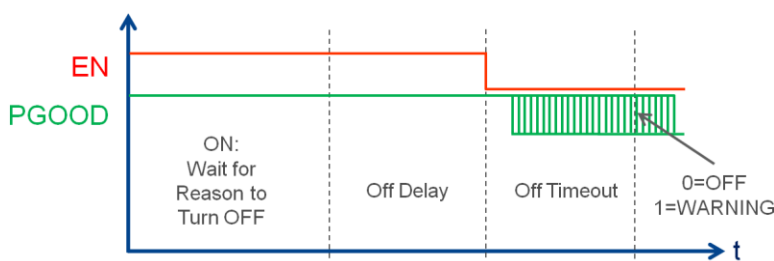 EN
PGOOD
ON:
Wait for
Reason to
Turn OFF
Off Delay
Off Timeout
0=OFF
1=WARNING
t